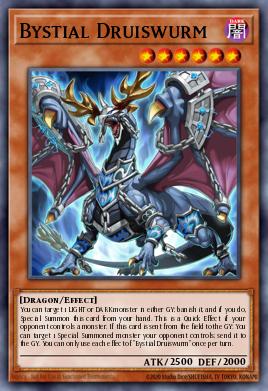 BYSTIAL DRUISWURM
DARK
闇
[DRAGON/EFFECT]
You can target 1 LIGHT or DARK monster in either GY; banish it, and if you do,
Special Summon this card from your hand. This is a Quick Effect if your
opponent controls a monster. If this card is sent from the field to the GY: You
can target 1 Special Summoned monster your opponent controls; send it to
the GY. You can only use each effect of "Bystial Druiswurm" once per turn.
ATK/2500 DEF/2000